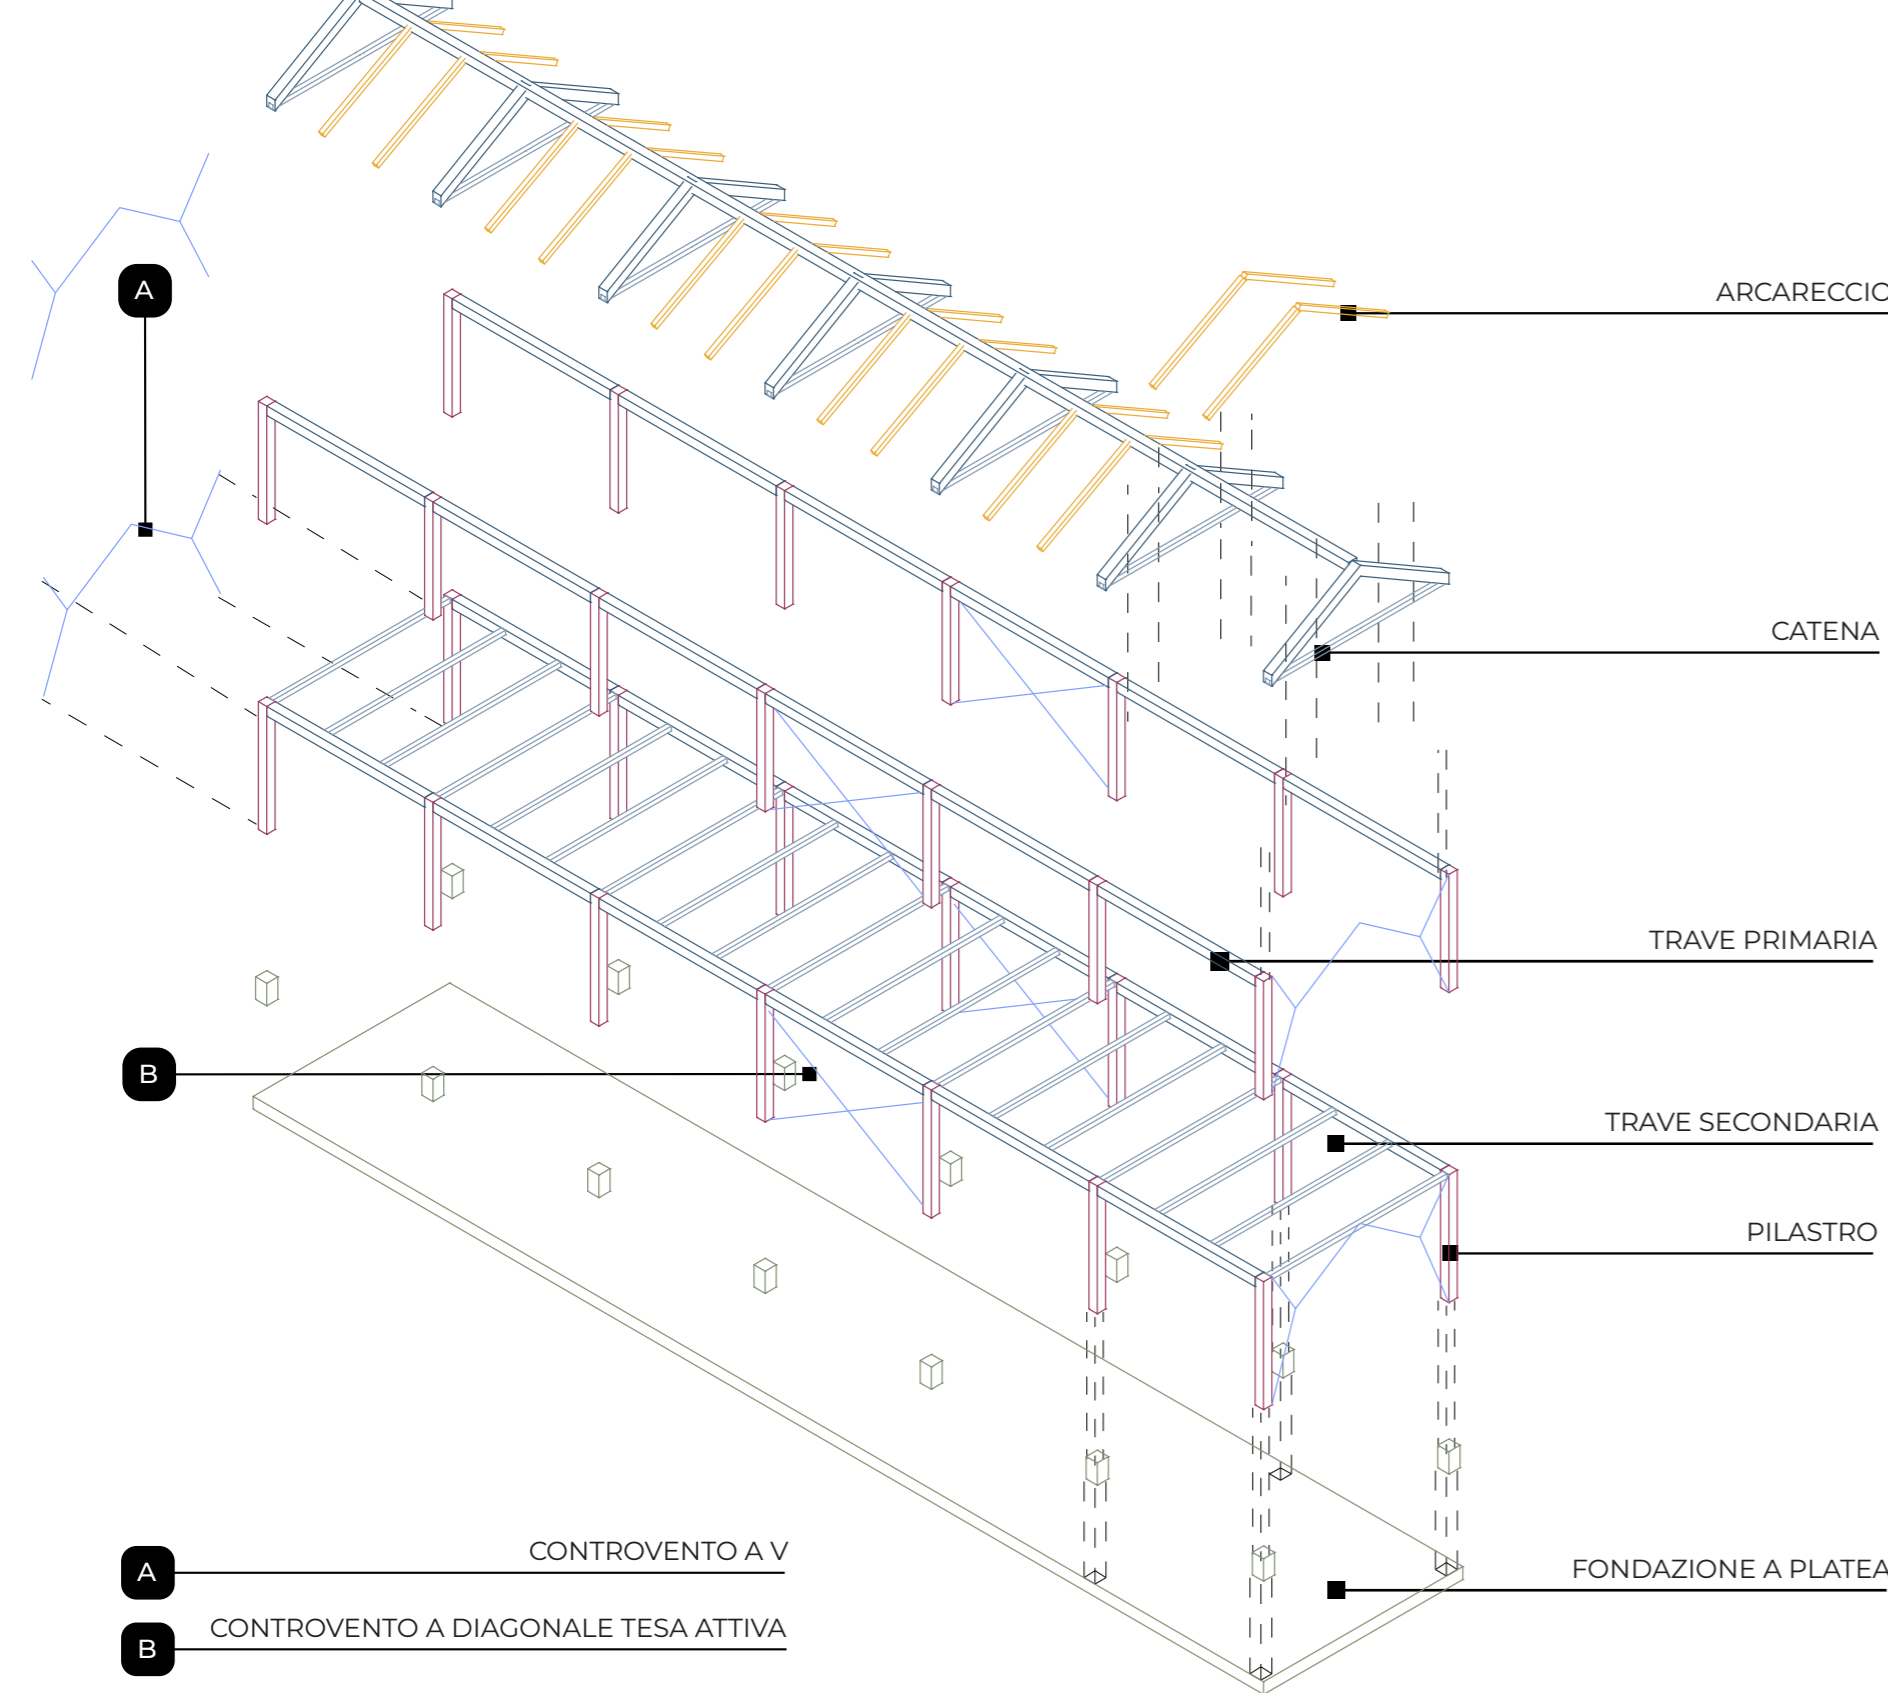 A
ARCARECCIO
CATENA
TRAVE PRIMARIA
B
TRAVE SECONDARIA
PILASTRO
A CONTROVENTO A V
FONDAZIONE A PLATEA
B CONTROVENTO A DIAGONALE TESA ATTIVA